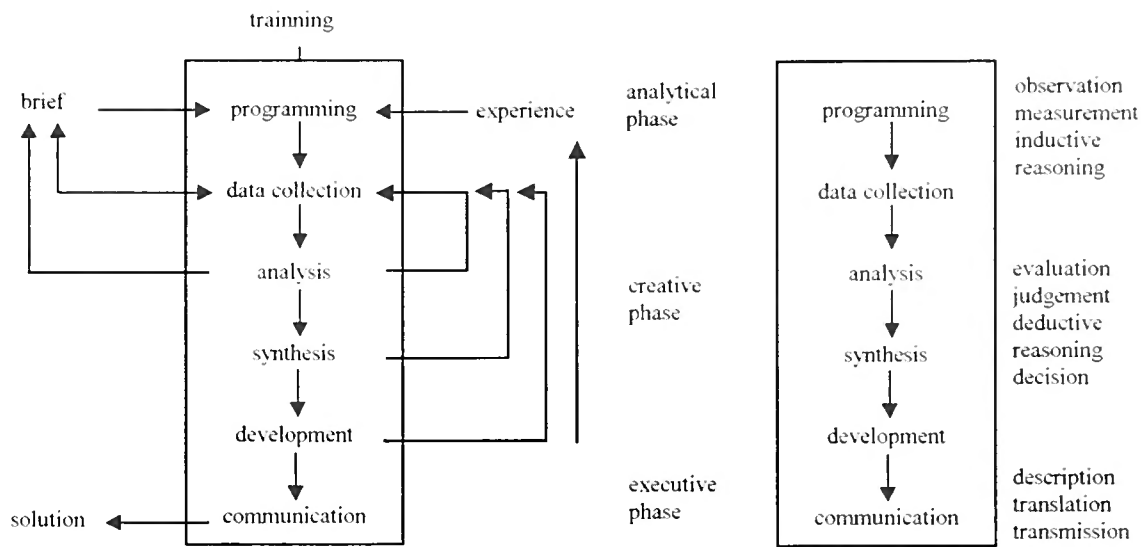 trainning
brief
programming
experience
data collection
analysis
synthesis
development
solution
communication
analytical
phase
creative
phase
executive
phase
programming
data collection
analysis
synthesis
development
communication
observation
measurement
inductive
reasoning
evaluation
judgement
deductive
reasoning
decision
description
translation
transmission